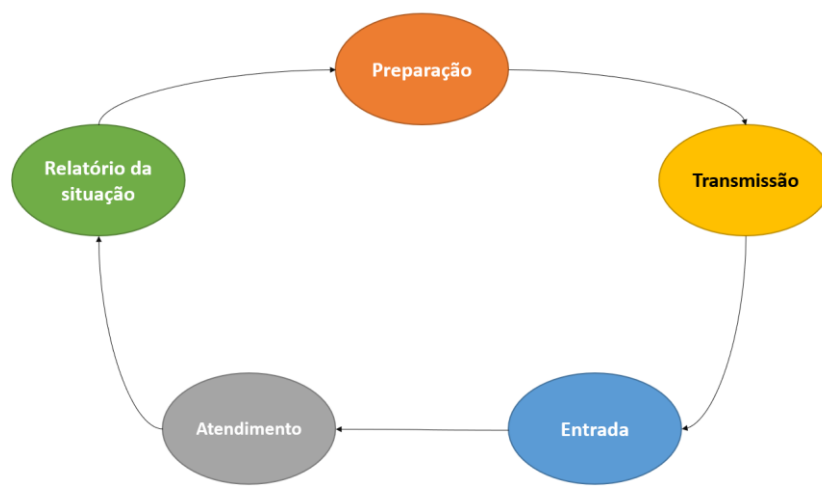 Preparação
Transmissão
Entrada
Atendimento
Relatório da
situação